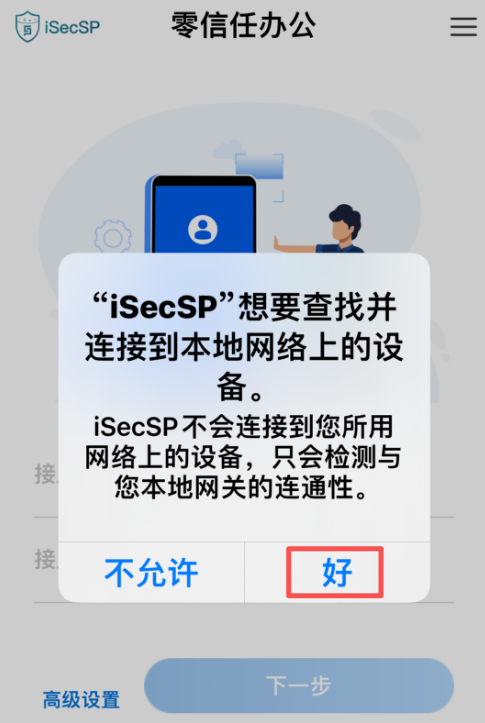 iSecSP
零信任办公
“iSecSP”想要查找并
连接到本地网络上的设
备。
iSecSP不会连接到您所用
网络上的设备，只会检测与
您本地网关的连通性。
接
接
不允许
好
高级设置
下一步